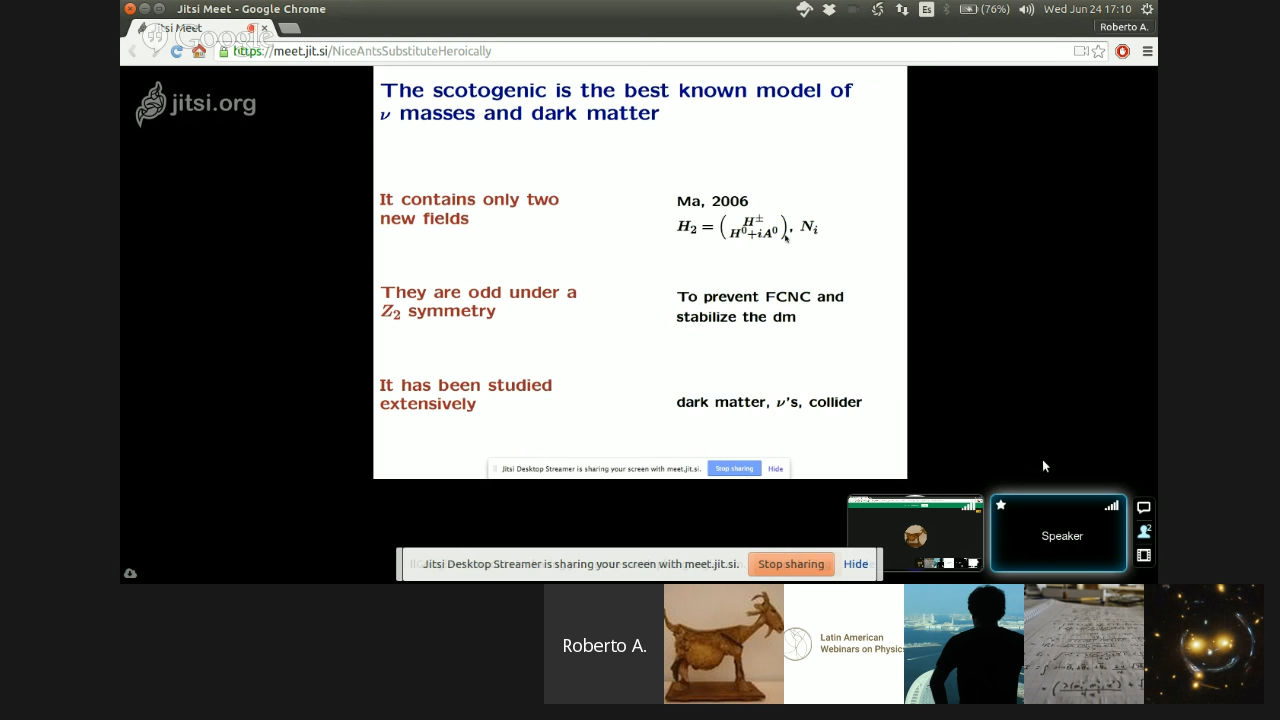 Jitsi Meet - Google Chrome
Es
(76%)
Wed Jun 24 17:10
Jitsi Meet
Google
Roberto A.
https://meet.jit.si/NiceAntsSubstituteHeroically
jitsi.org
The scotogenic is the best known model of
ν masses and dark matter
It contains only two
new fields
Ma, 2006
H₂ = (H± H⁰+iA⁰), Nᵢ
They are odd under a
Z₂ symmetry
To prevent FCNC and
stabilize the dm
It has been studied
extensively
dark matter, ν's, collider
Jitsi Desktop Streamer is sharing your screen with meet.jit.si. Stop sharing Hide
Speaker
2
Jitsi Desktop Streamer is sharing your screen with meet.jit.si. Stop sharing Hide
Roberto A.
Latin American
Webinars on Physics